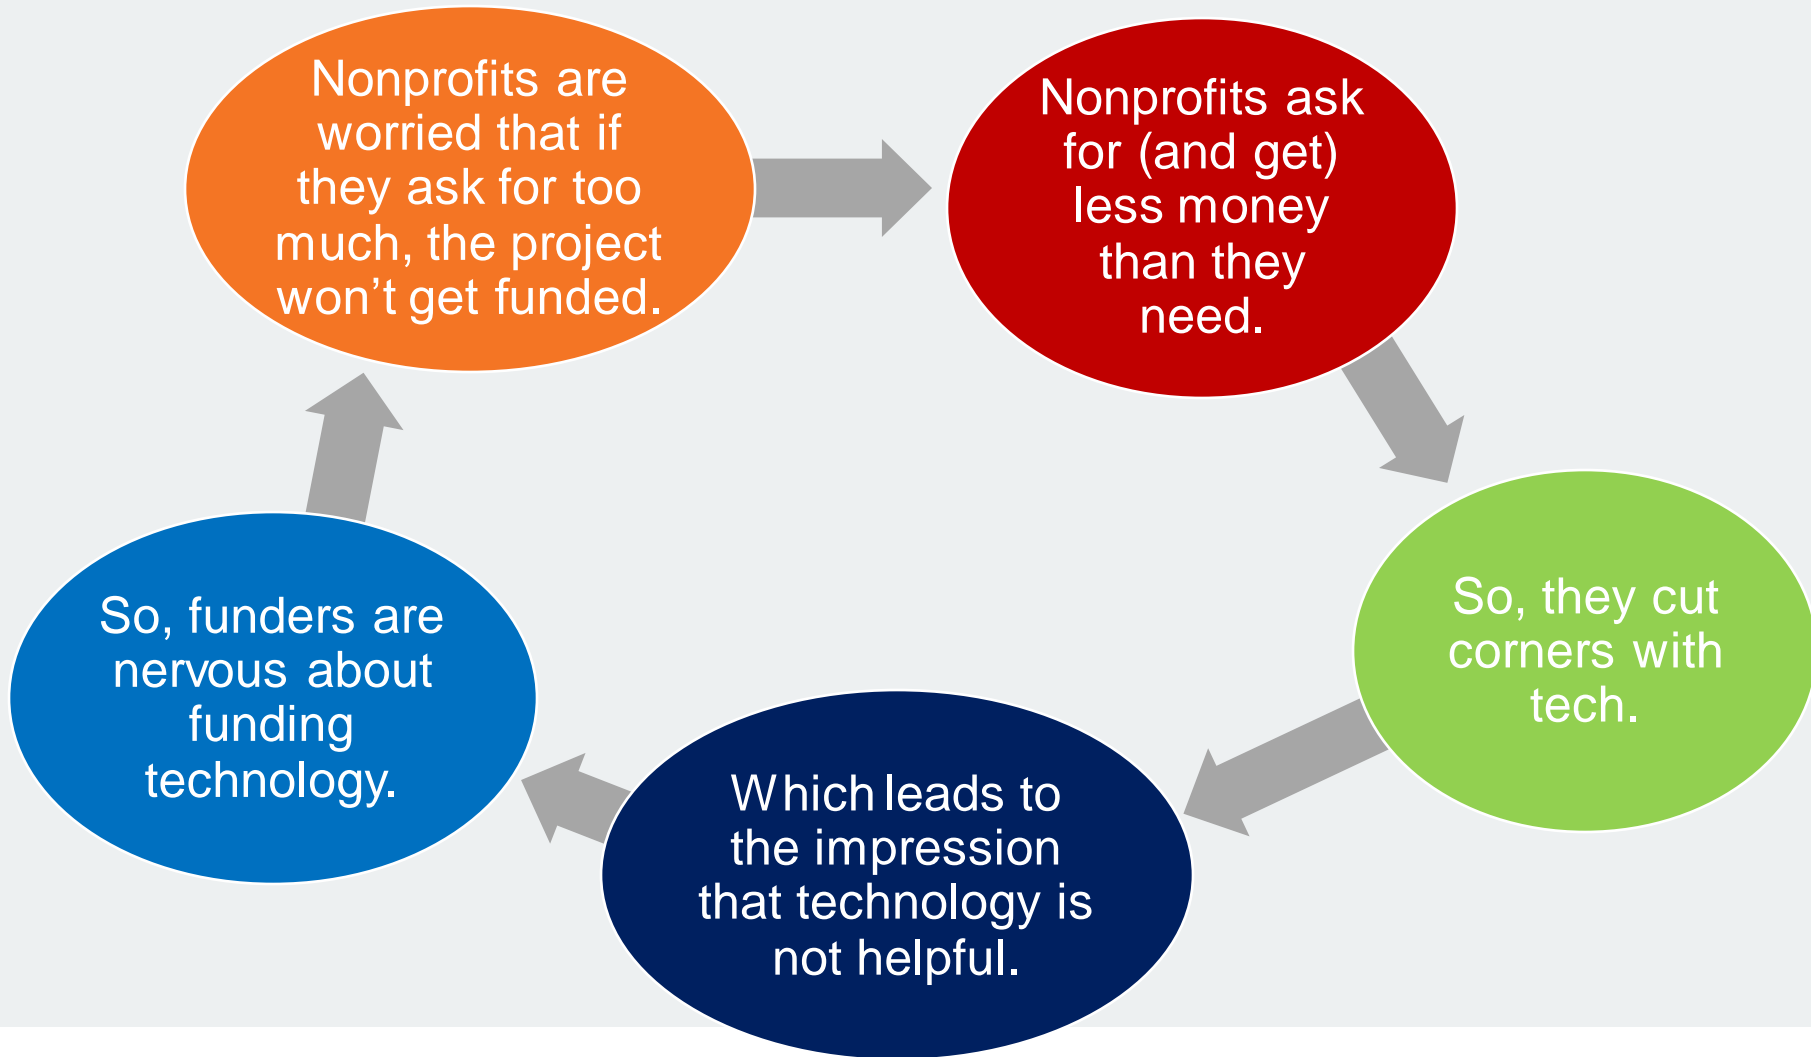 Nonprofits are
worried that if
they ask for too
much, the project
won’t get funded.
Nonprofits ask
for (and get)
less money
than they
need.
So, they cut
corners with
tech.
Which leads to
the impression
that technology is
not helpful.
So, funders are
nervous about
funding
technology.